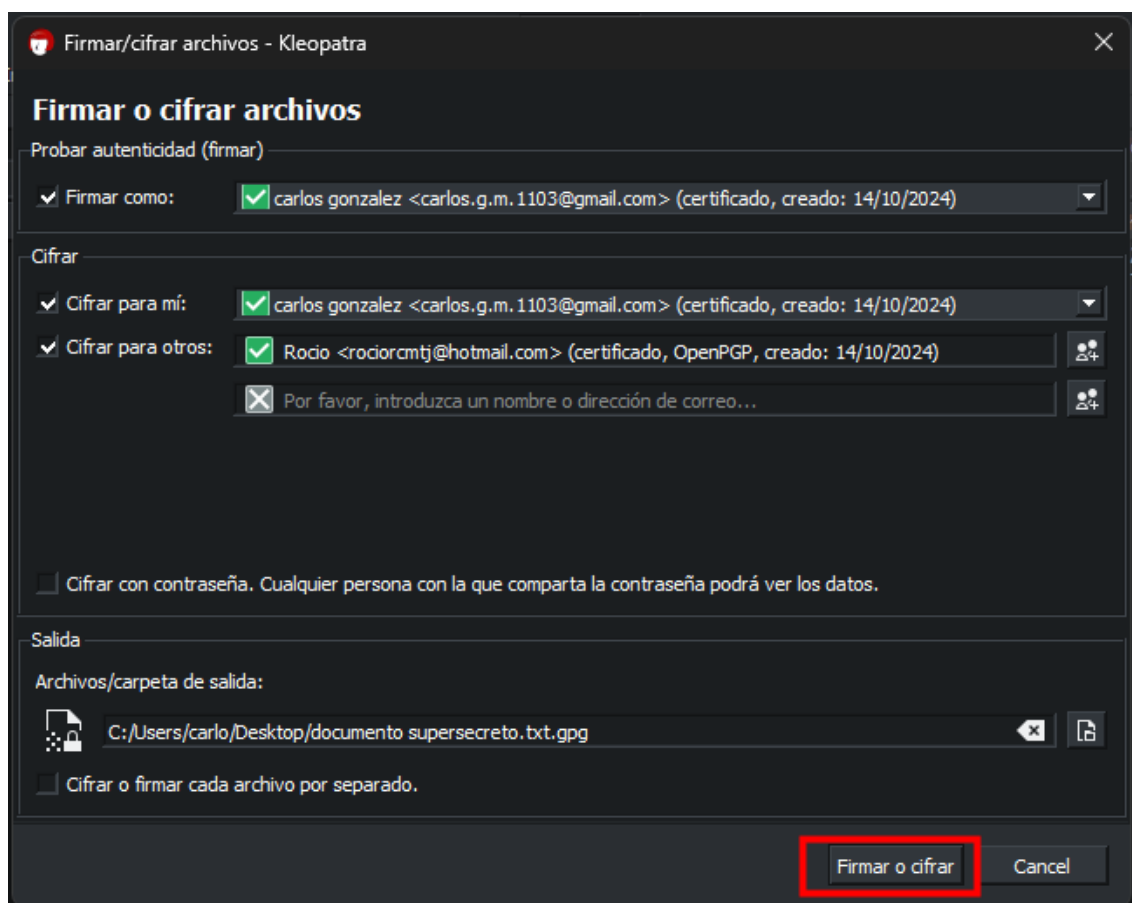 Firmar/cifrar archivos - Kleopatra
Firmar o cifrar archivos
Probar autenticidad (firmar)
Firmar como: carlos gonzalez <carlos.g.m.1103@gmail.com> (certificado, creado: 14/10/2024)
Cifrar
Cifrar para mí: carlos gonzalez <carlos.g.m.1103@gmail.com> (certificado, creado: 14/10/2024)
Cifrar para otros: Rocio <rociorcmtj@hotmail.com> (certificado, OpenPGP, creado: 14/10/2024)
Por favor, introduzca un nombre o dirección de correo...
Cifrar con contraseña. Cualquier persona con la que comparta la contraseña podrá ver los datos.
Salida
Archivos/carpeta de salida:
C:/Users/carlo/Desktop/documento supersecreto.txt.gpg
Cifrar o firmar cada archivo por separado.
Firmar o cifrar Cancel